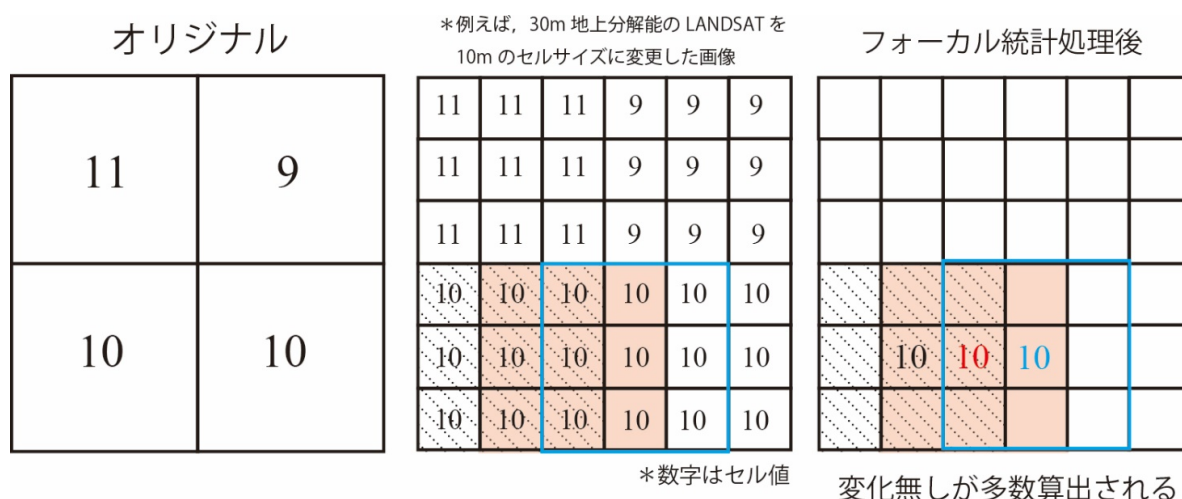 オリジナル
11 9
10 10
＊例えば，30m 地上分解能の LANDSAT を
10m のセルサイズに変更した画像
11 11 11 9 9 9
11 11 11 9 9 9
11 11 11 9 9 9
10 10 10 10 10 10
10 10 10 10 10 10
10 10 10 10 10 10
＊数字はセル値
フォーカル統計処理後
10 10 10
変化無しが多数算出される